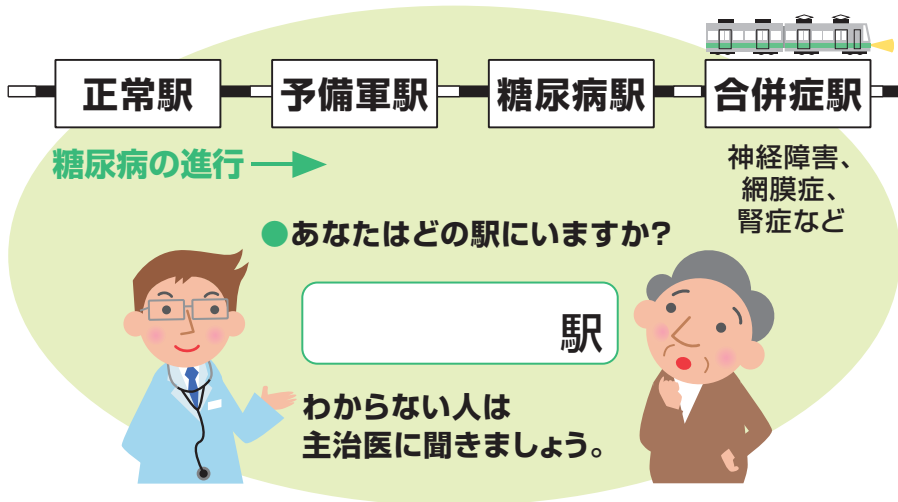 正常駅
予備軍駅
糖尿病駅
合併症駅
糖尿病の進行
神経障害、
網膜症、
腎症など
●あなたはどの駅にいますか?
駅
わからない人は
主治医に聞きましょう。